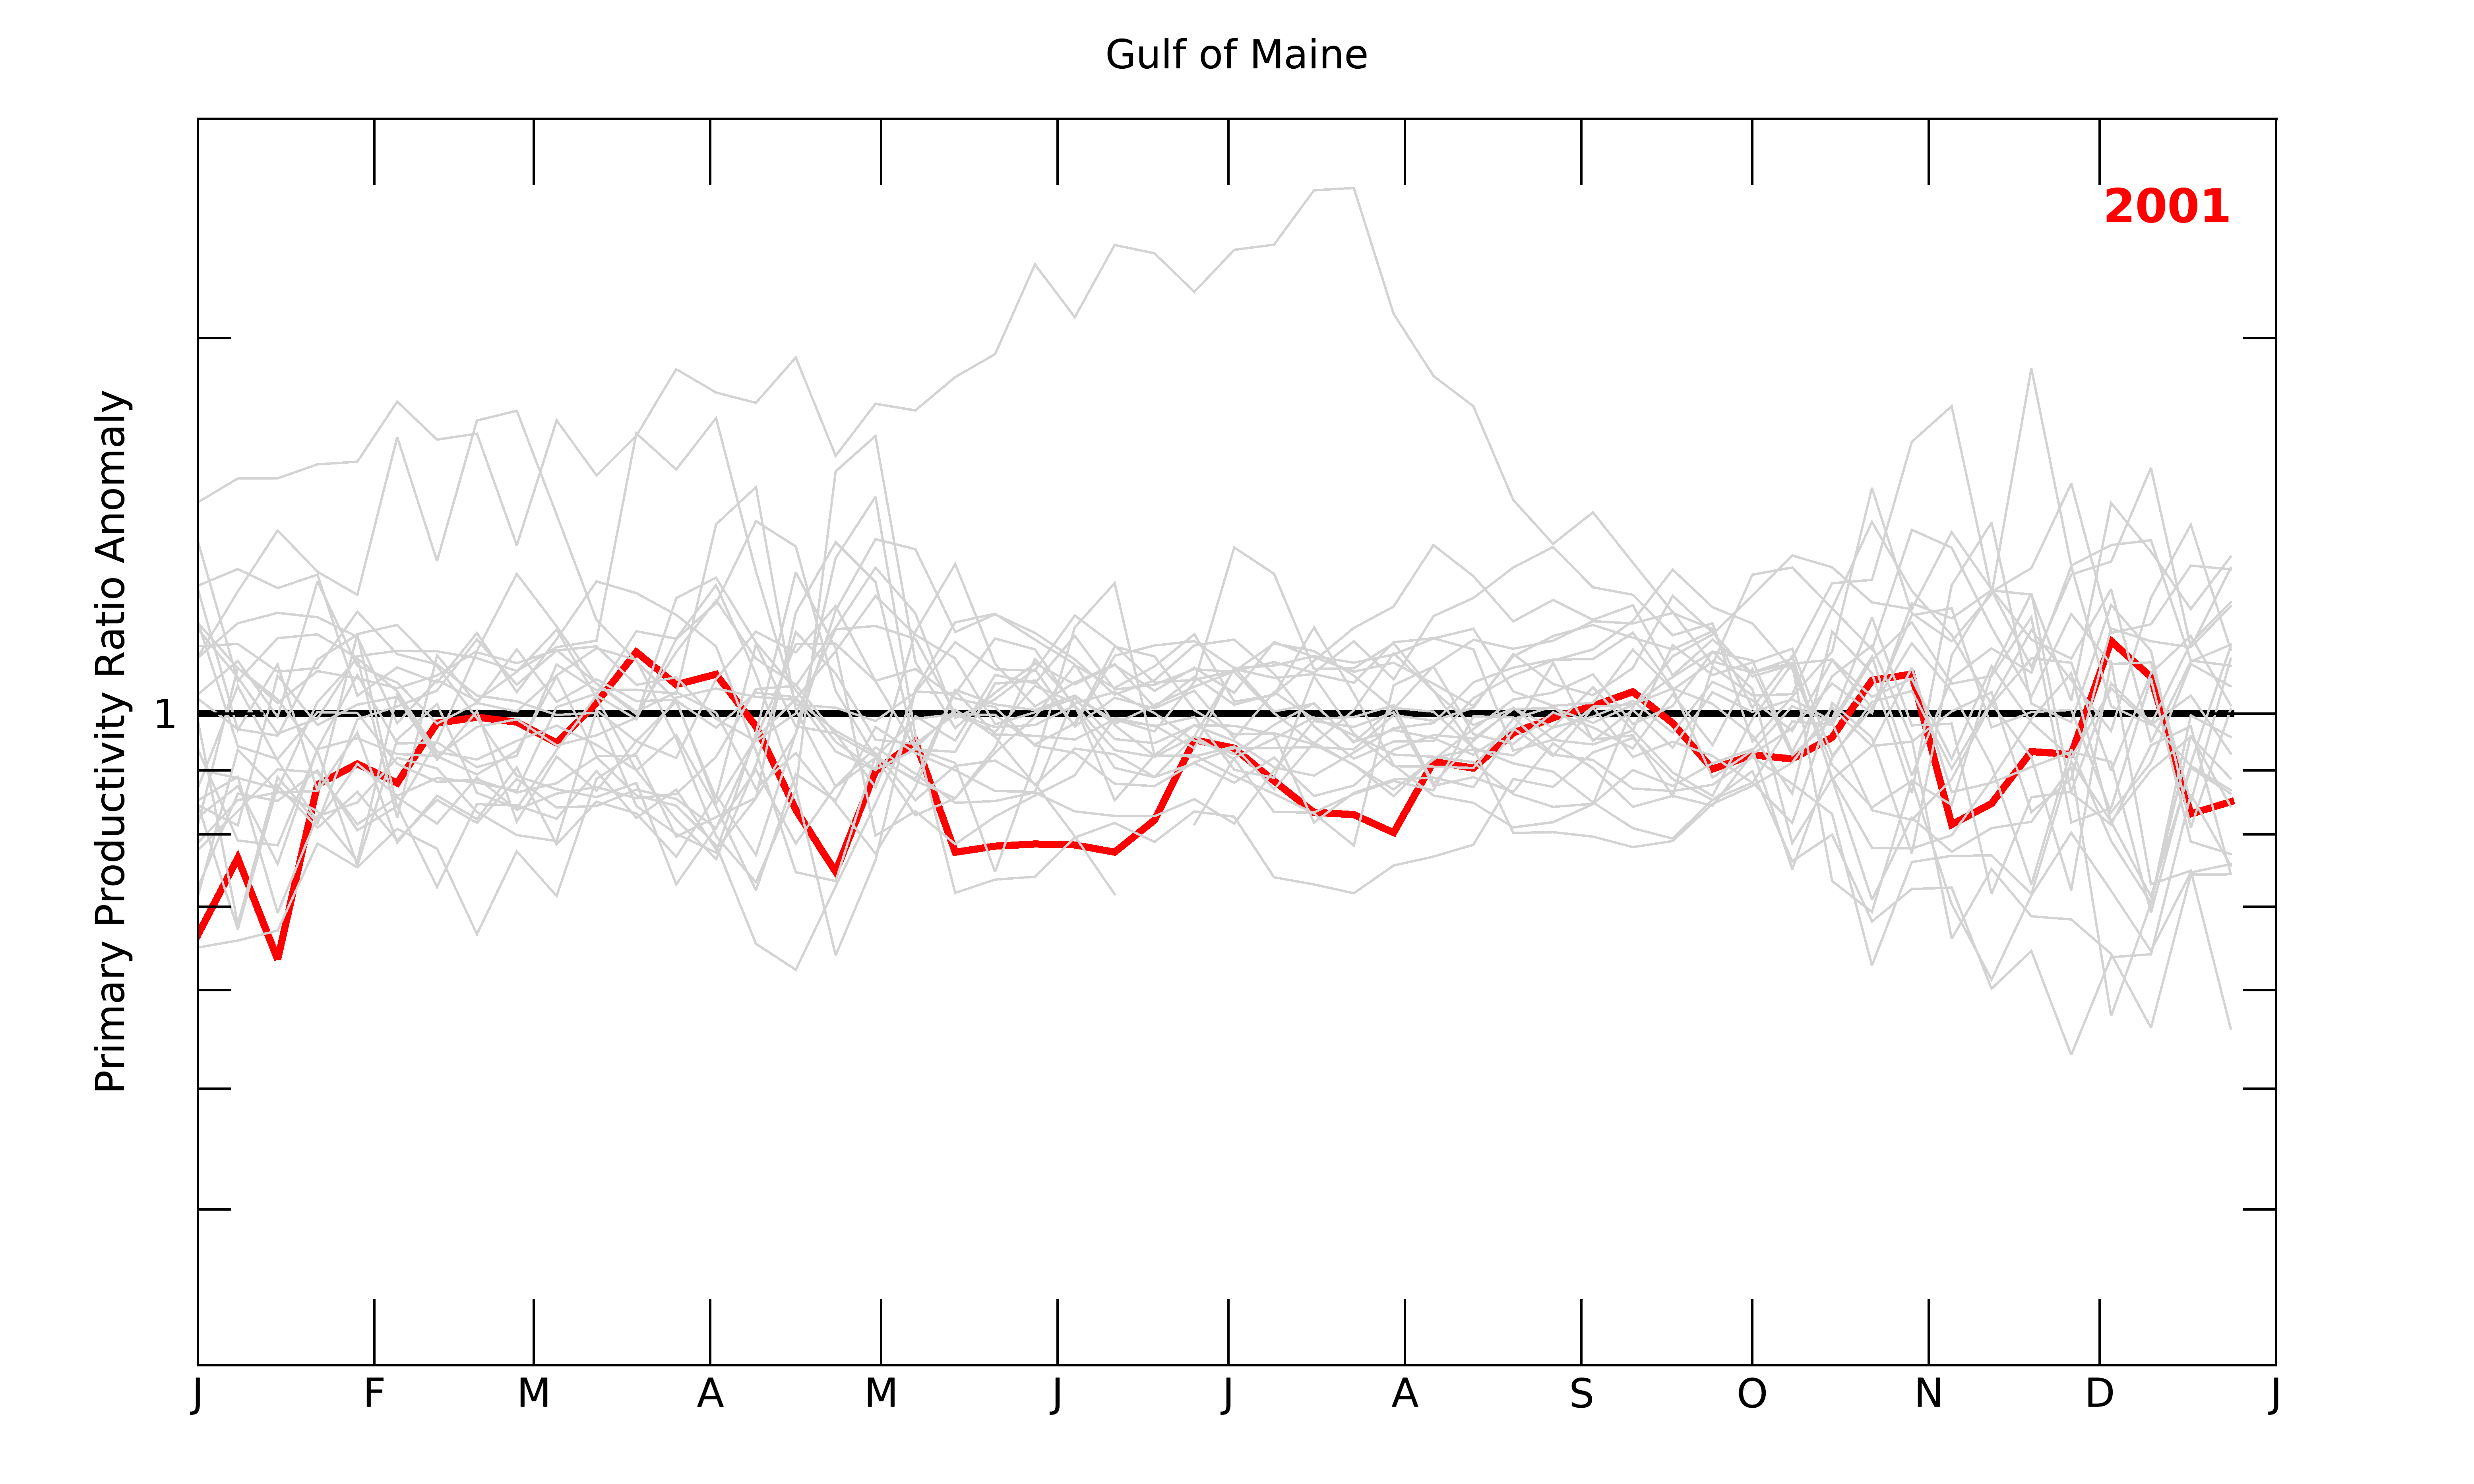 Gulf of Maine
2001
Primary Productivity Ratio Anomaly
1
J F M A M J J A S O N D J